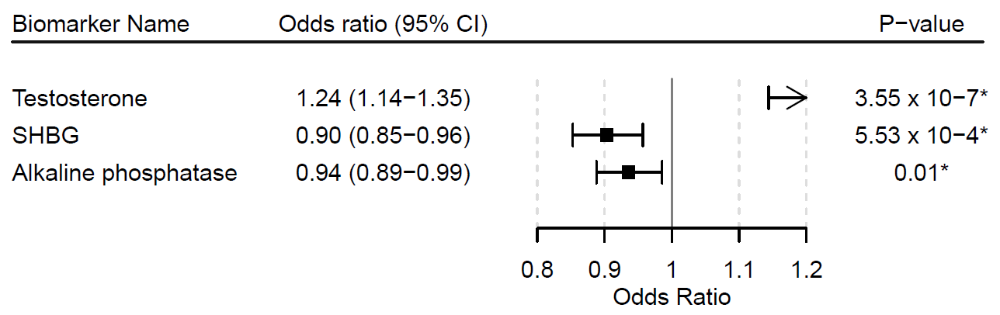 Biomarker Name Odds ratio (95% CI) P−value
Testosterone 1.24 (1.14−1.35) 3.55 x 10−7*
SHBG 0.90 (0.85−0.96) 5.53 x 10−4*
Alkaline phosphatase 0.94 (0.89−0.99) 0.01*
0.8 0.9 1 1.1 1.2
Odds Ratio